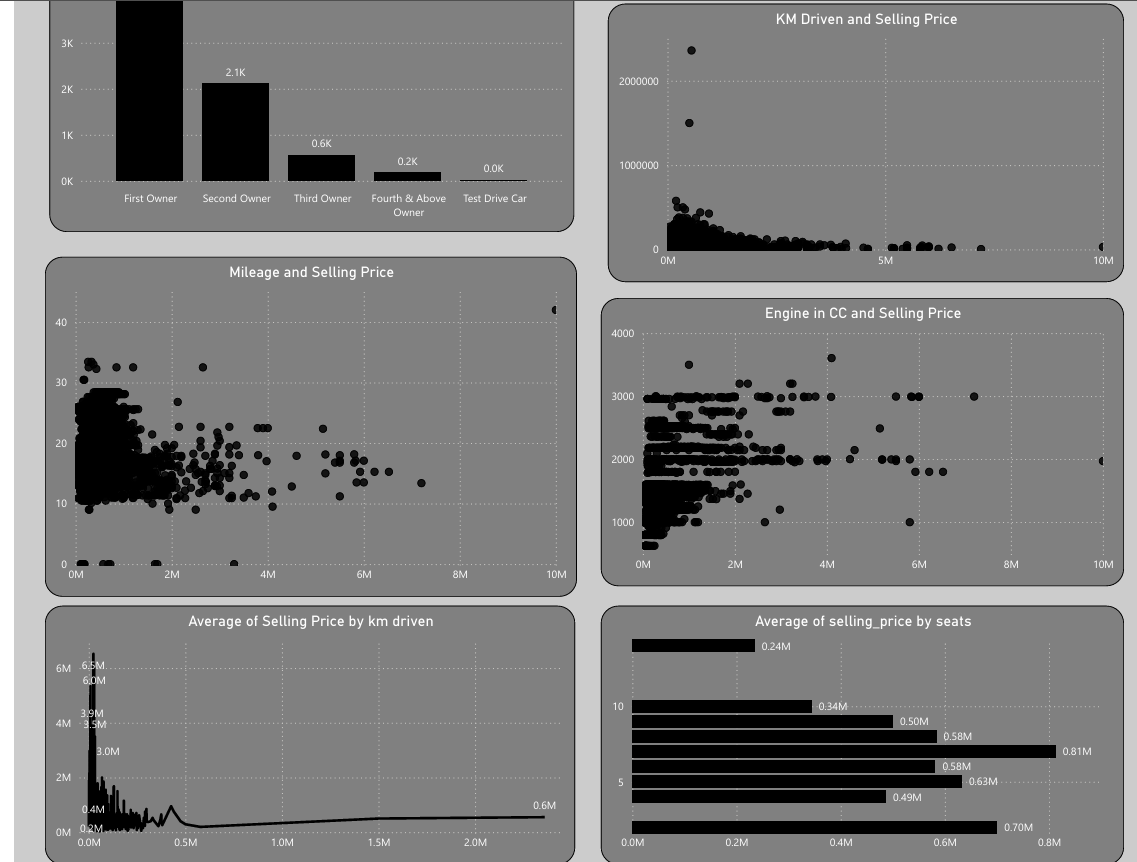 3K
2K
1K
0K
2.1K
0.6K
0.2K
0.0K
First Owner
Second Owner
Third Owner
Fourth & Above
Owner
Test Drive Car
KM Driven and Selling Price
2000000
1000000
0
0M
5M
10M
Mileage and Selling Price
40
30
20
10
0
0M
2M
4M
6M
8M
10M
Engine in CC and Selling Price
4000
3000
2000
1000
0M
2M
4M
6M
8M
10M
Average of Selling Price by km driven
6M
4M
2M
0M
6.5M
6.0M
3.9M
3.5M
3.0M
0.4M
0.2M
0.6M
0.0M
0.5M
1.0M
1.5M
2.0M
Average of selling_price by seats
0.24M
10
0.34M
0.50M
0.58M
0.81M
0.58M
5
0.63M
0.49M
0.70M
0.0M
0.2M
0.4M
0.6M
0.8M